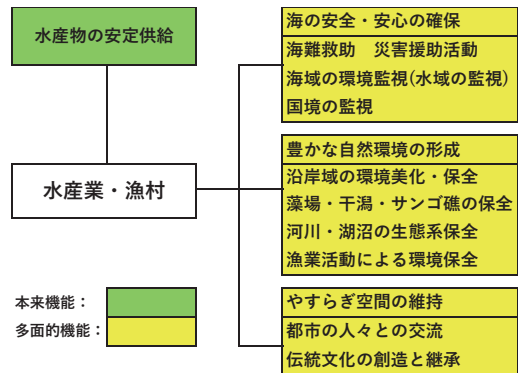 水産物の安定供給
水産業・漁村
本来機能：
多面的機能：
海の安全・安心の確保
海難救助　災害援助活動
海域の環境監視(水域の監視)
国境の監視
豊かな自然環境の形成
沿岸域の環境美化・保全
藻場・干潟・サンゴ礁の保全
河川・湖沼の生態系保全
漁業活動による環境保全
やすらぎ空間の維持
都市の人々との交流
伝統文化の創造と継承